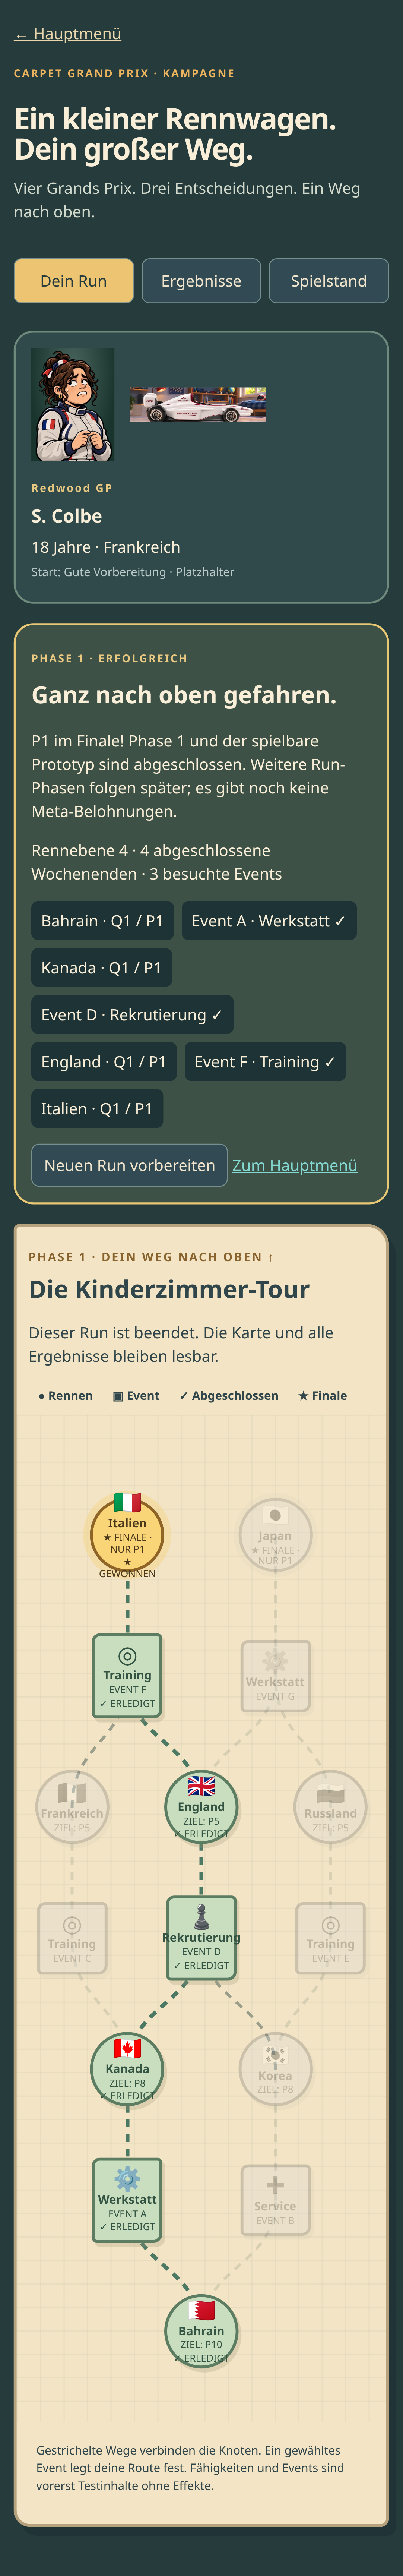 ← Hauptmenü
CARPET GRAND PRIX · KAMPAGNE
Ein kleiner Rennwagen.
Dein großer Weg.
Vier Grands Prix. Drei Entscheidungen. Ein Weg
nach oben.
Dein Run
Ergebnisse
Spielstand
Redwood GP
S. Colbe
18 Jahre · Frankreich
Start: Gute Vorbereitung · Platzhalter
PHASE 1 · ERFOLGREICH
Ganz nach oben gefahren.
P1 im Finale! Phase 1 und der spielbare
Prototyp sind abgeschlossen. Weitere Run-
Phasen folgen später; es gibt noch keine
Meta-Belohnungen.
Rennebene 4 · 4 abgeschlossene
Wochenenden · 3 besuchte Events
Bahrain · Q1 / P1
Event A · Werkstatt ✓
Kanada · Q1 / P1
Event D · Rekrutierung ✓
England · Q1 / P1
Event F · Training ✓
Italien · Q1 / P1
Neuen Run vorbereiten
Zum Hauptmenü
PHASE 1 · DEIN WEG NACH OBEN ↑
Die Kinderzimmer-Tour
Dieser Run ist beendet. Die Karte und alle
Ergebnisse bleiben lesbar.
● Rennen
▣ Event
✓ Abgeschlossen
★ Finale
Italien
★ FINALE ·
NUR P1
★
GEWONNEN
Japan
★ FINALE ·
NUR P1
Training
EVENT F
✓ ERLEDIGT
Werkstatt
EVENT G
Frankreich
ZIEL: P5
England
ZIEL: P5
✓ ERLEDIGT
Russland
ZIEL: P5
Training
EVENT C
Rekrutierung
EVENT D
✓ ERLEDIGT
Training
EVENT E
Kanada
ZIEL: P8
✓ ERLEDIGT
Korea
ZIEL: P8
Werkstatt
EVENT A
✓ ERLEDIGT
Service
EVENT B
Bahrain
ZIEL: P10
✓ ERLEDIGT
Gestrichelte Wege verbinden die Knoten. Ein gewähltes
Event legt deine Route fest. Fähigkeiten und Events sind
vorerst Testinhalte ohne Effekte.